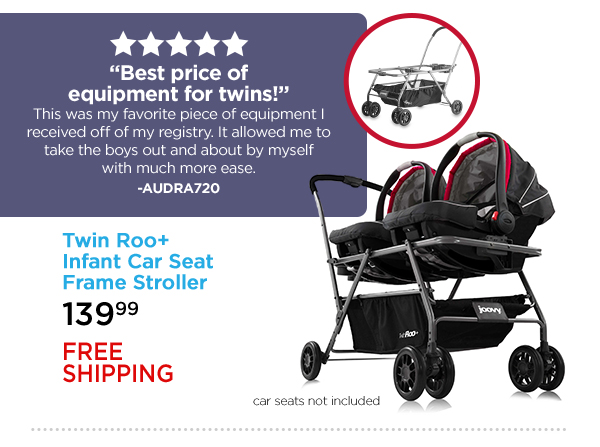 “Best price of
equipment for twins!”
This was my favorite piece of equipment I
received off of my registry. It allowed me to
take the boys out and about by myself
with much more ease.
-AUDRA720
Twin Roo+
Infant Car Seat
Frame Stroller
139⁹⁹
FREE
SHIPPING
joovy
TwinRoo+
car seats not included